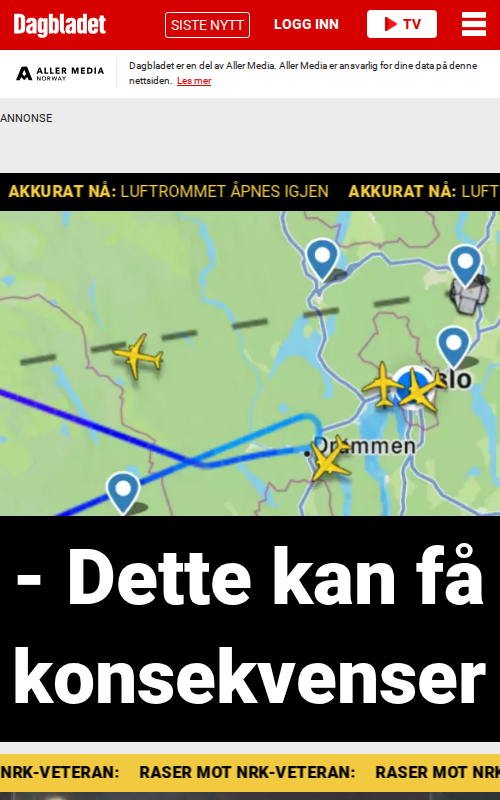 Dagbladet
SISTE NYTT
LOGG INN
TV
ALLER MEDIA
NORWAY
Dagbladet er en del av Aller Media. Aller Media er ansvarlig for dine data på denne
nettsiden. Les mer
ANNONSE
AKKURAT NÅ: LUFTROMMET ÅPNES IGJEN AKKURAT NÅ: LUFT
slo
Drammen
- Dette kan få
konsekvenser
NRK-VETERAN: RASER MOT NRK-VETERAN: RASER MOT NRK